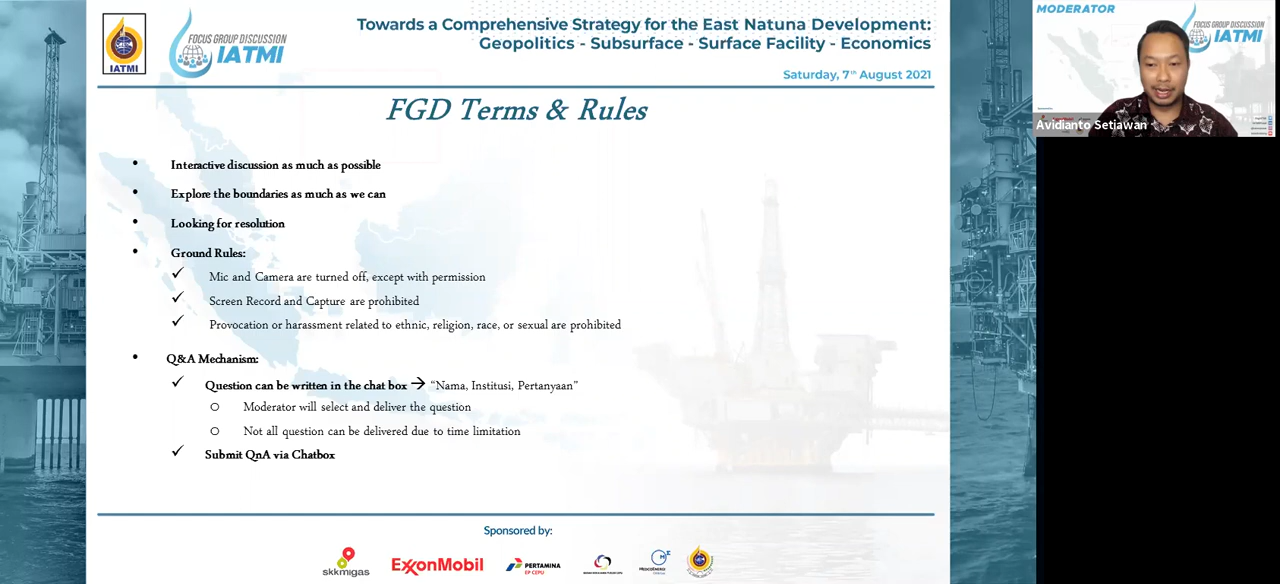 IATMI
FOCUS GROUP DISCUSSION
IATMI
Towards a Comprehensive Strategy for the East Natuna Development:
Geopolitics - Subsurface - Surface Facility - Economics
Saturday, 7th August 2021
FGD Terms & Rules
• Interactive discussion as much as possible
• Explore the boundaries as much as we can
• Looking for resolution
• Ground Rules:
✓ Mic and Camera are turned off, except with permission
✓ Screen Record and Capture are prohibited
✓ Provocation or harassment related to ethnic, religion, race, or sexual are prohibited
• Q&A Mechanism:
✓ Question can be written in the chat box → “Nama, Institusi, Pertanyaan”
o Moderator will select and deliver the question
o Not all question can be delivered due to time limitation
✓ Submit QnA via Chatbox
Sponsored by:
skkmigas
ExxonMobil
PERTAMINA
EP CEPU
MODERATOR
FOCUS GROUP DISCUSSION
IATMI
Avidianto Setiawan